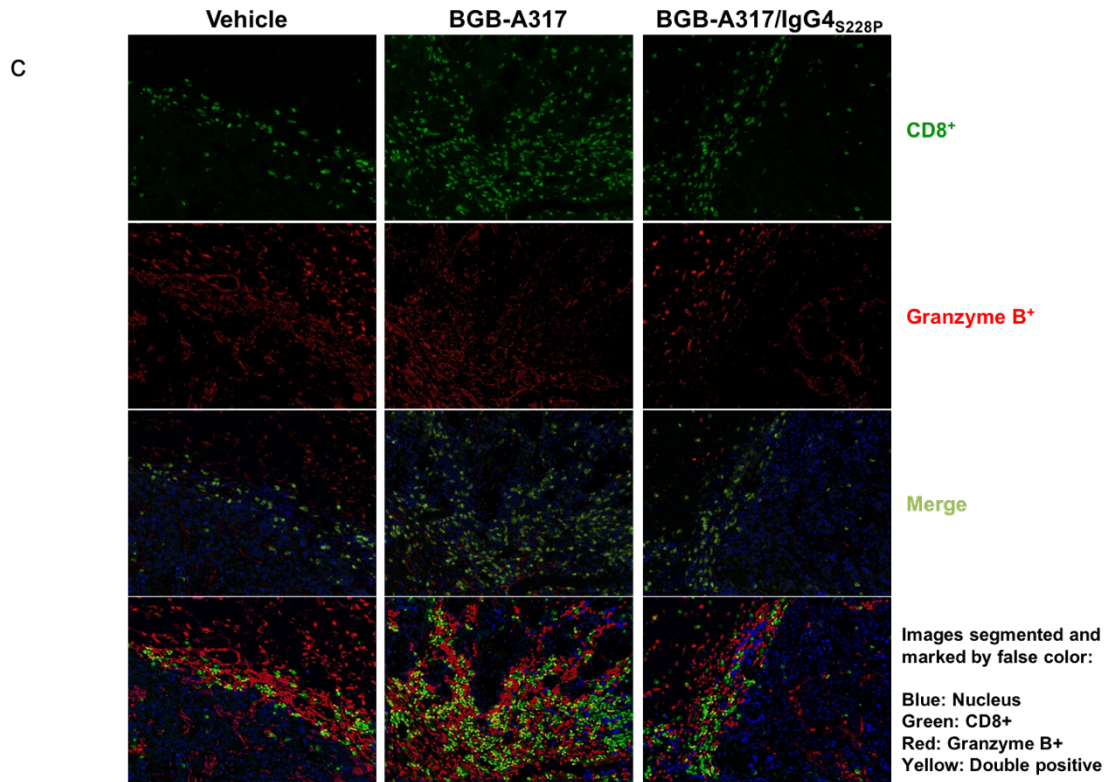 Vehicle
BGB-A317
BGB-A317/IgG4S228P
C
CD8+
Granzyme B+
Merge
Images segmented and
marked by false color:
Blue: Nucleus
Green: CD8+
Red: Granzyme B+
Yellow: Double positive